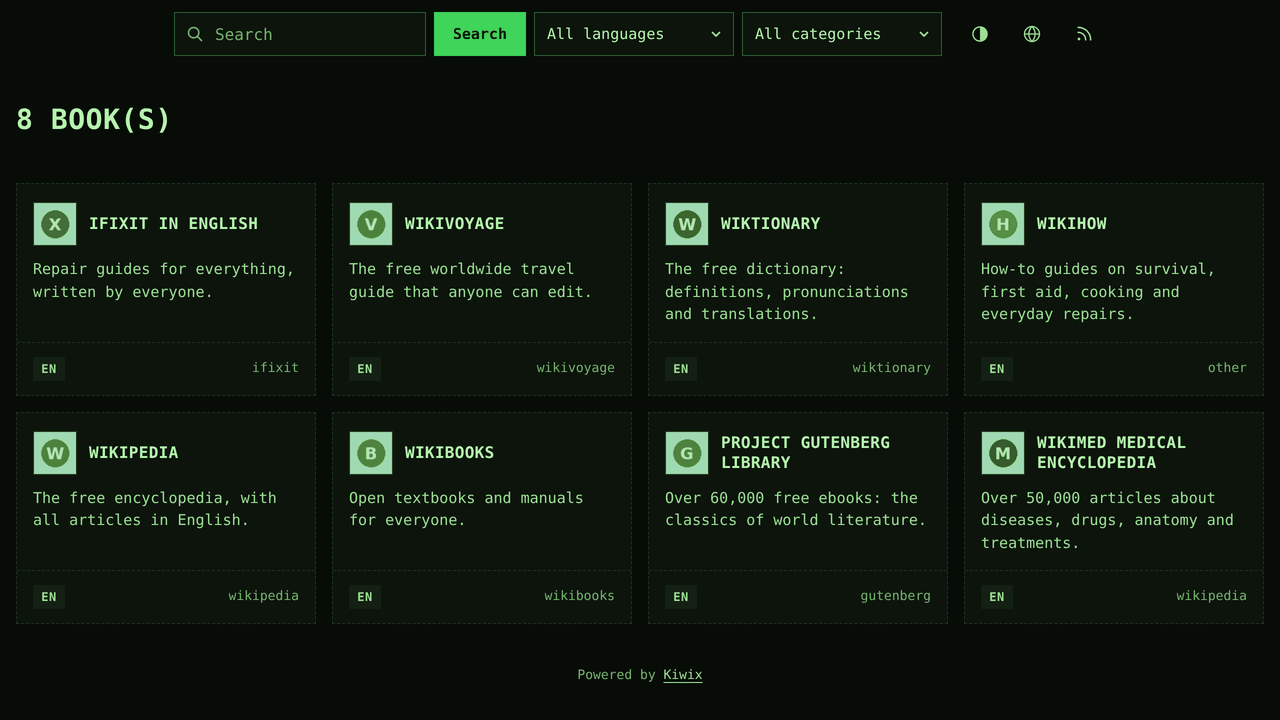 Search
Search
All languages
All categories
8 BOOK(S)
X
IFIXIT IN ENGLISH
Repair guides for everything,
written by everyone.
EN
ifixit
V
WIKIVOYAGE
The free worldwide travel
guide that anyone can edit.
EN
wikivoyage
W
WIKTIONARY
The free dictionary:
definitions, pronunciations
and translations.
EN
wiktionary
H
WIKIHOW
How-to guides on survival,
first aid, cooking and
everyday repairs.
EN
other
W
WIKIPEDIA
The free encyclopedia, with
all articles in English.
EN
wikipedia
B
WIKIBOOKS
Open textbooks and manuals
for everyone.
EN
wikibooks
G
PROJECT GUTENBERG
LIBRARY
Over 60,000 free ebooks: the
classics of world literature.
EN
gutenberg
M
WIKIMED MEDICAL
ENCYCLOPEDIA
Over 50,000 articles about
diseases, drugs, anatomy and
treatments.
EN
wikipedia
Powered by Kiwix